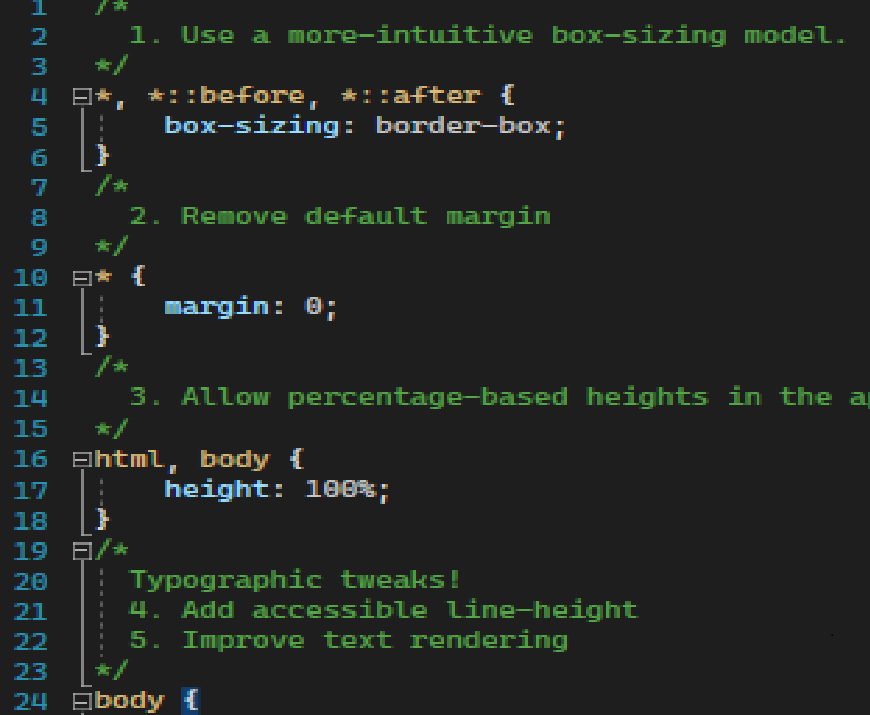 1 /*
2 1. Use a more-intuitive box-sizing model.
3 */
4 *, *::before, *::after {
5 box-sizing: border-box;
6 }
7 /*
8 2. Remove default margin
9 */
10 * {
11 margin: 0;
12 }
13 /*
14 3. Allow percentage-based heights in the
15 */
16 html, body {
17 height: 100%;
18 }
19 /*
20 Typographic tweaks!
21 4. Add accessible line-height
22 5. Improve text rendering
23 */
24 body {